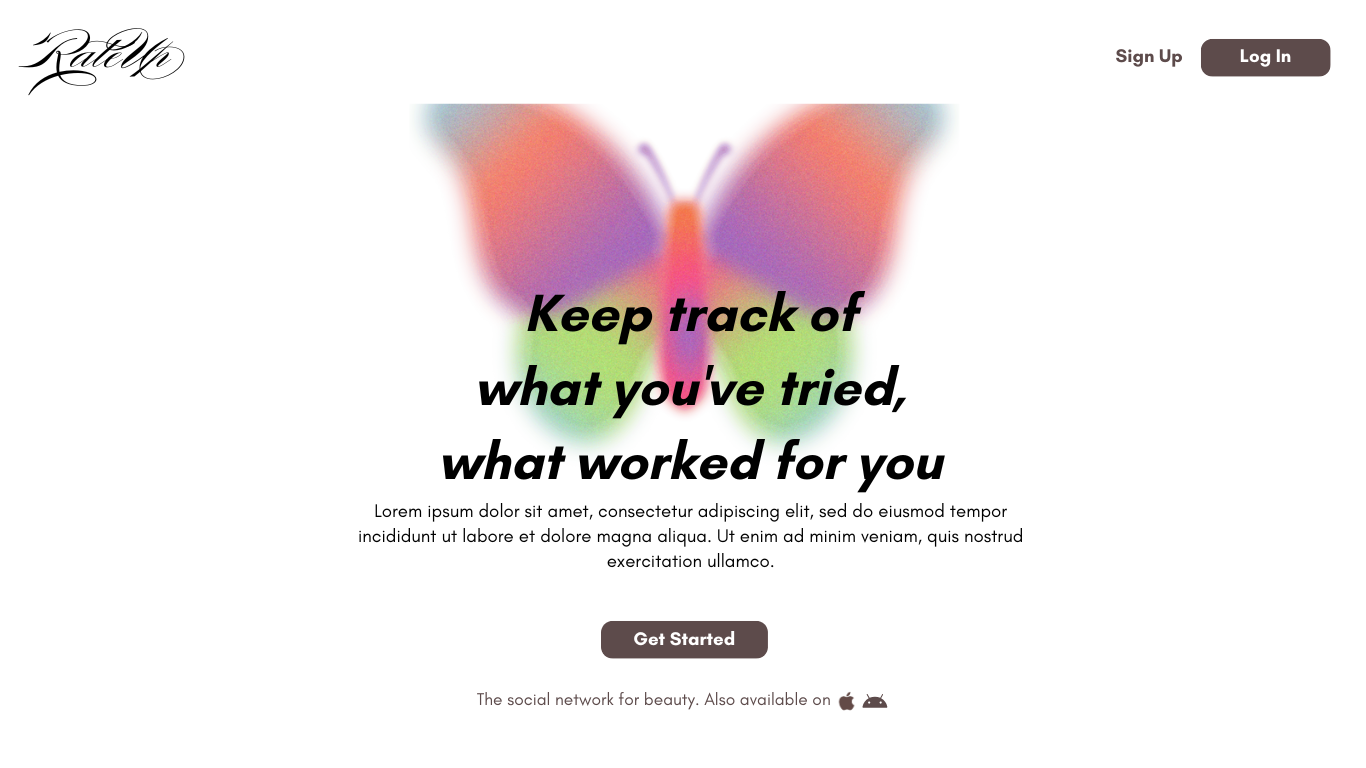 RateUp
Sign Up
Log In
Keep track of
what you've tried,
what worked for you
Lorem ipsum dolor sit amet, consectetur adipiscing elit, sed do eiusmod tempor
incididunt ut labore et dolore magna aliqua. Ut enim ad minim veniam, quis nostrud
exercitation ullamco.
Get Started
The social network for beauty. Also available on